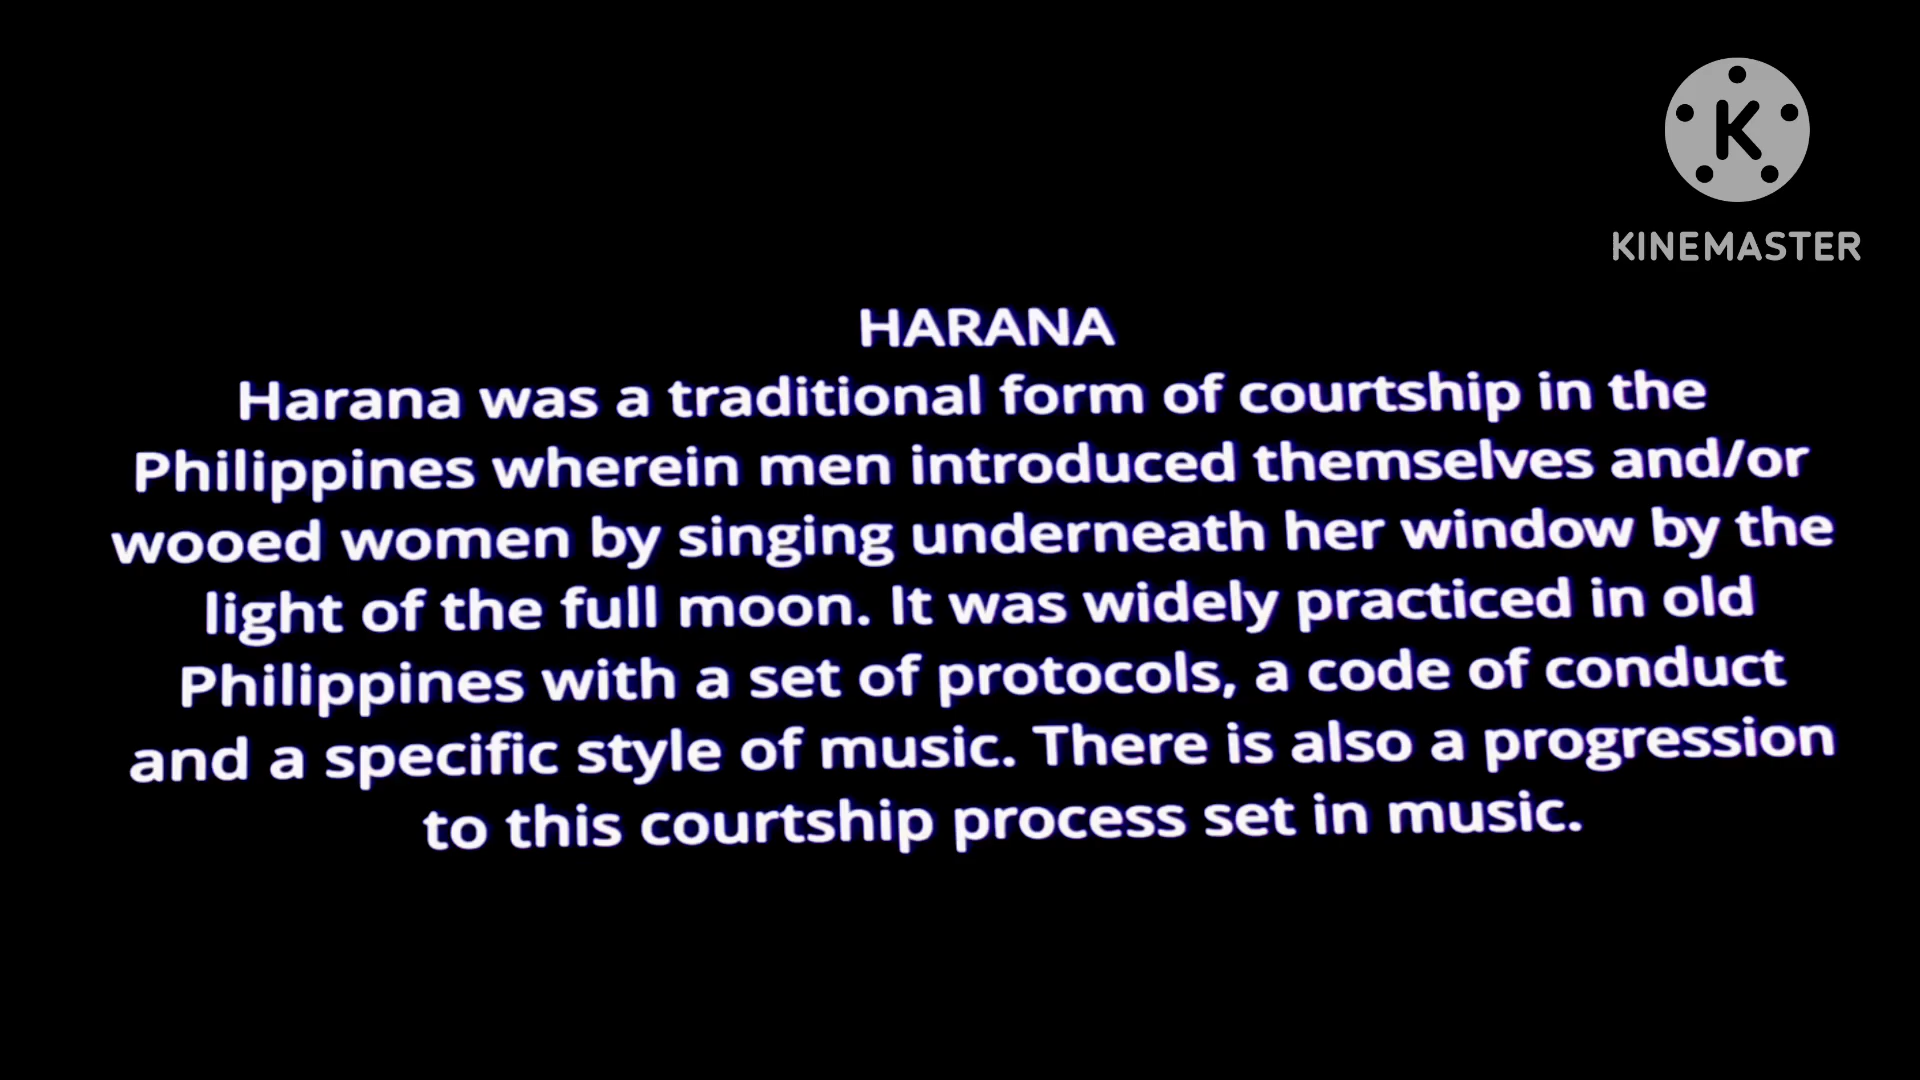 K
KINEMASTER
HARANA
Harana was a traditional form of courtship in the
Philippines wherein men introduced themselves and/or
wooed women by singing underneath her window by the
light of the full moon. It was widely practiced in old
Philippines with a set of protocols, a code of conduct
and a specific style of music. There is also a progression
to this courtship process set in music.